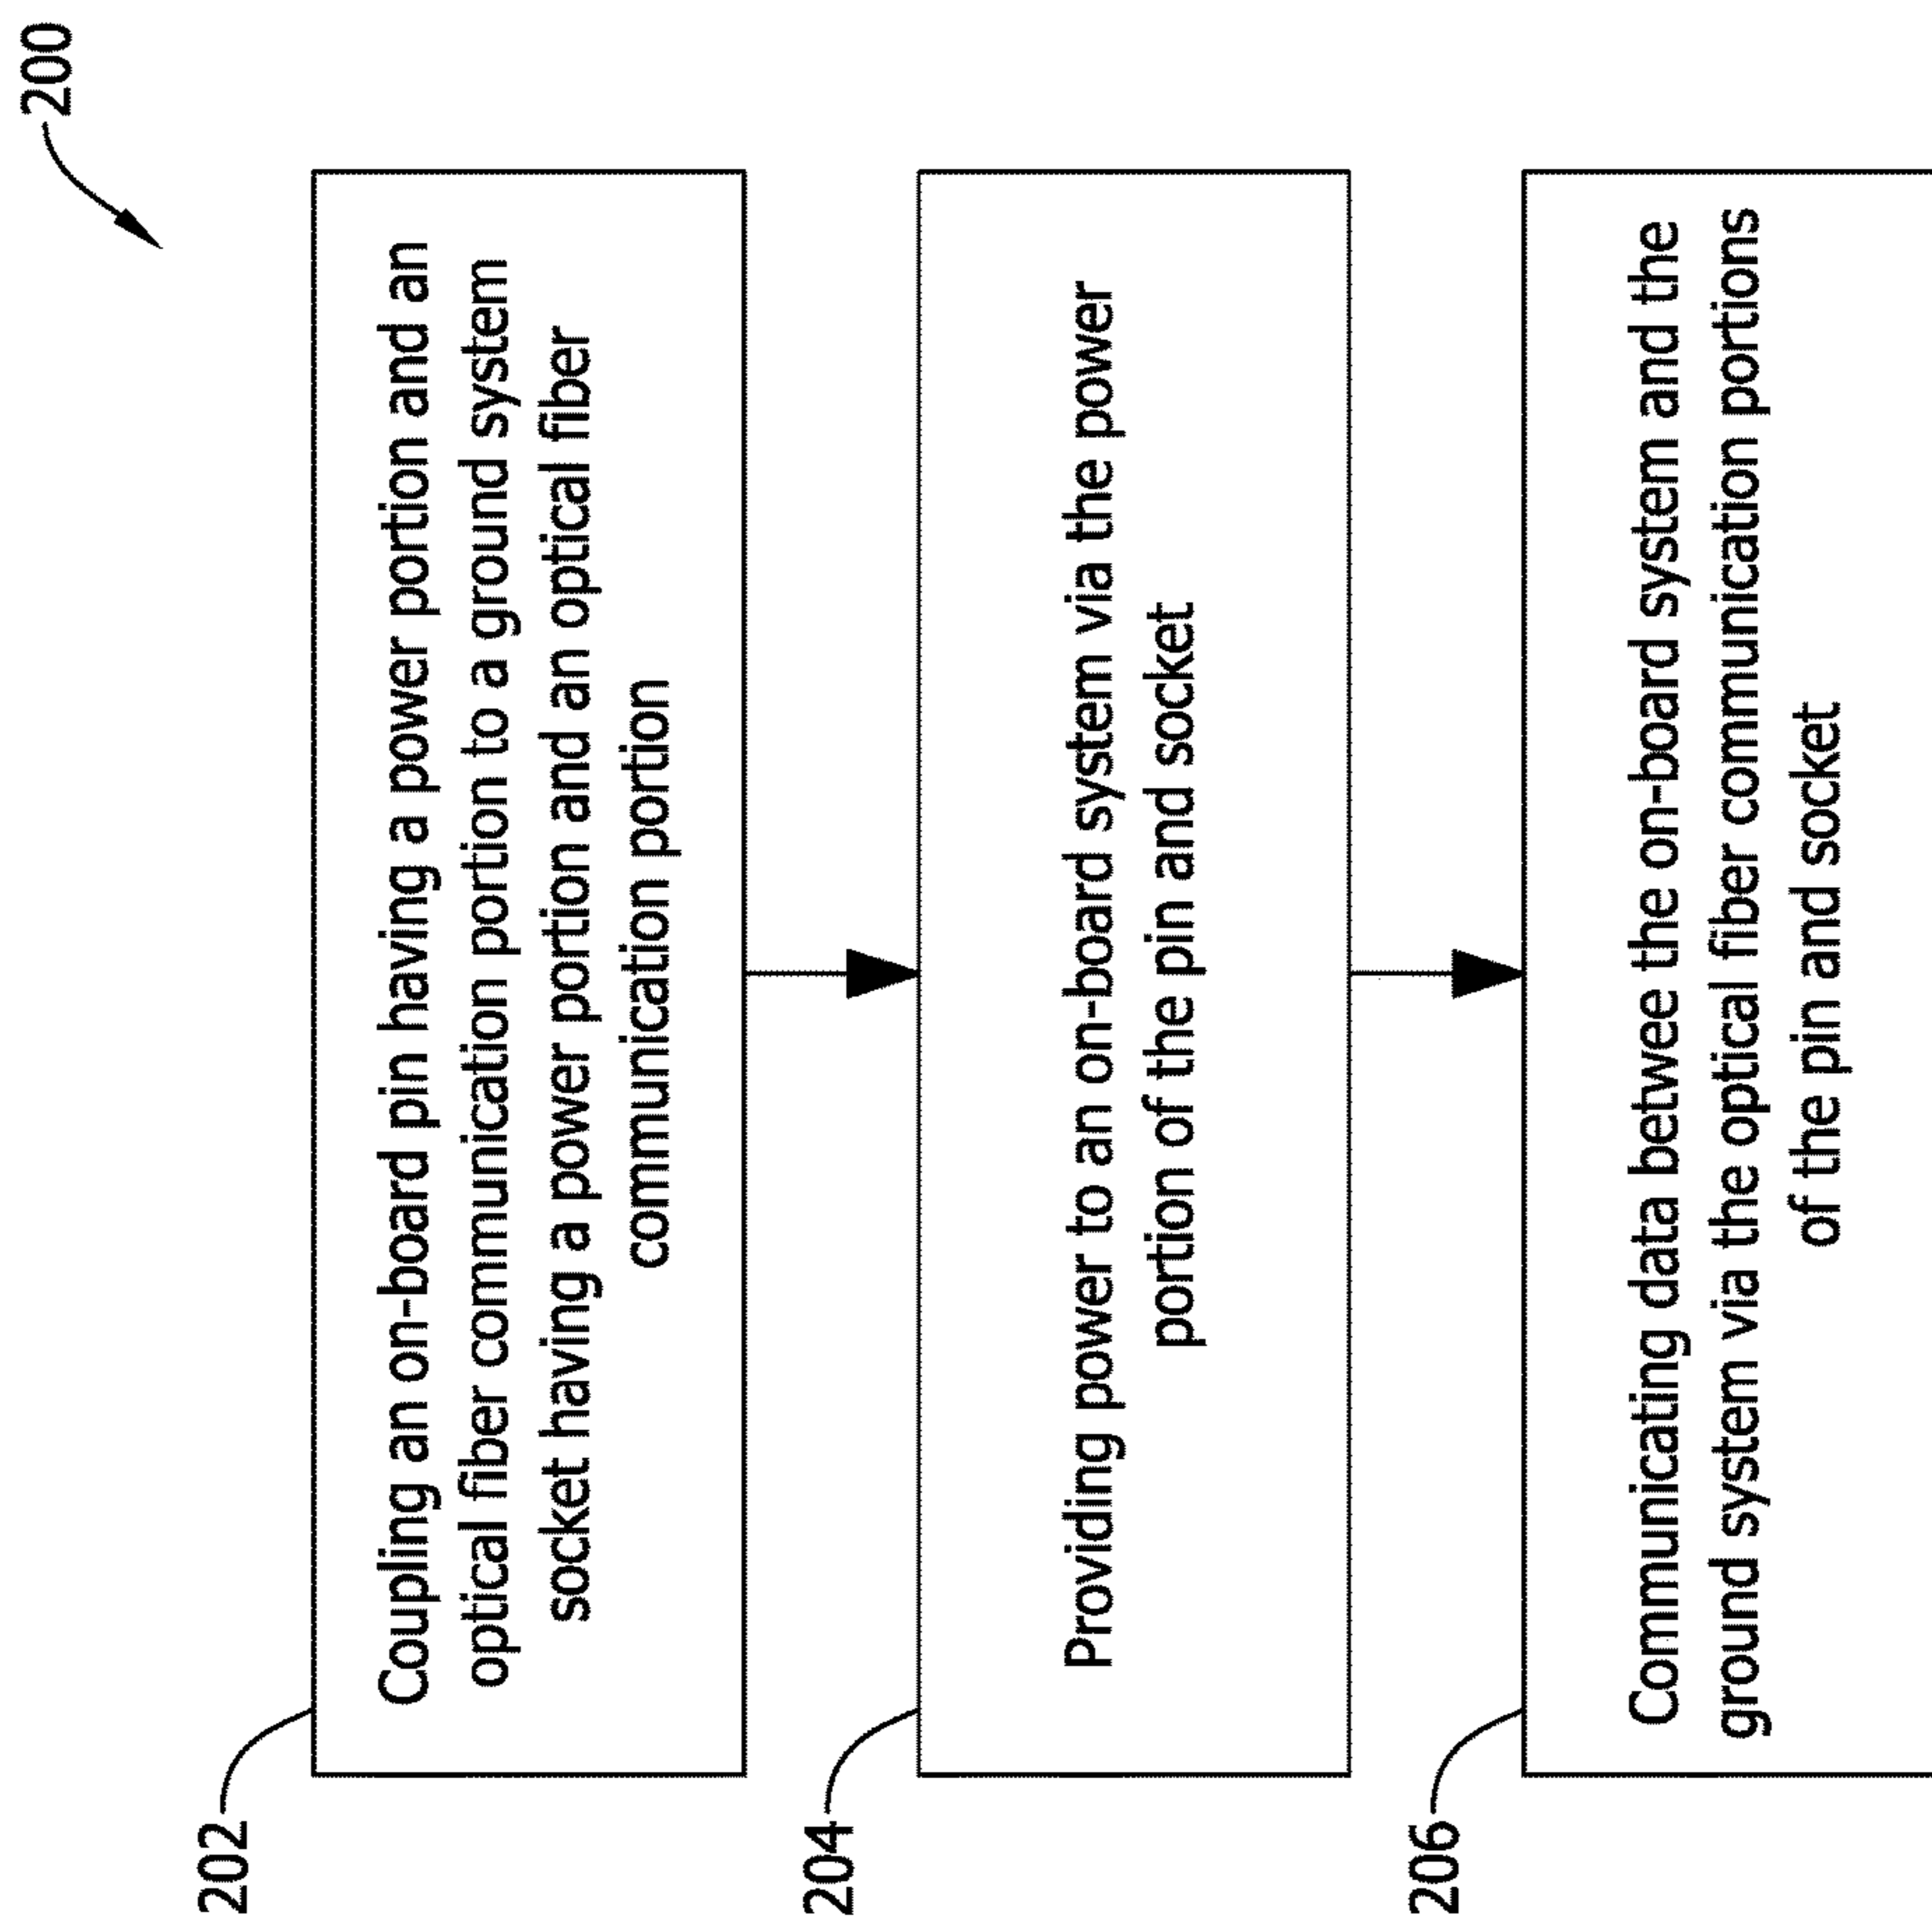 200
202
Coupling an on-board pin having a power portion and an
optical fiber communication portion to a ground system
socket having a power portion and an optical fiber
communication portion
204
Providing power to an on-board system via the power
portion of the pin and socket
206
Communicating data between the on-board system and the
ground system via the optical fiber communication portions
of the pin and socket